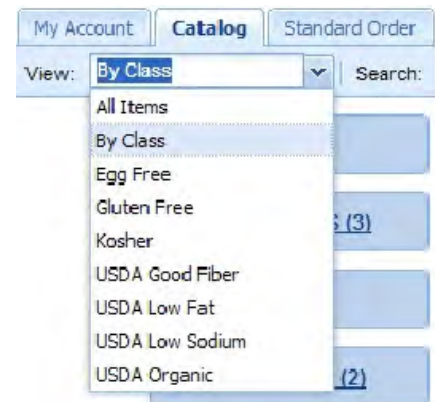 My Account Catalog Standard Order
View: By Class Search:
All Items
By Class
Egg Free
Gluten Free
(3)
Kosher
USDA Good Fiber
USDA Low Fat
USDA Low Sodium
USDA Organic (2)